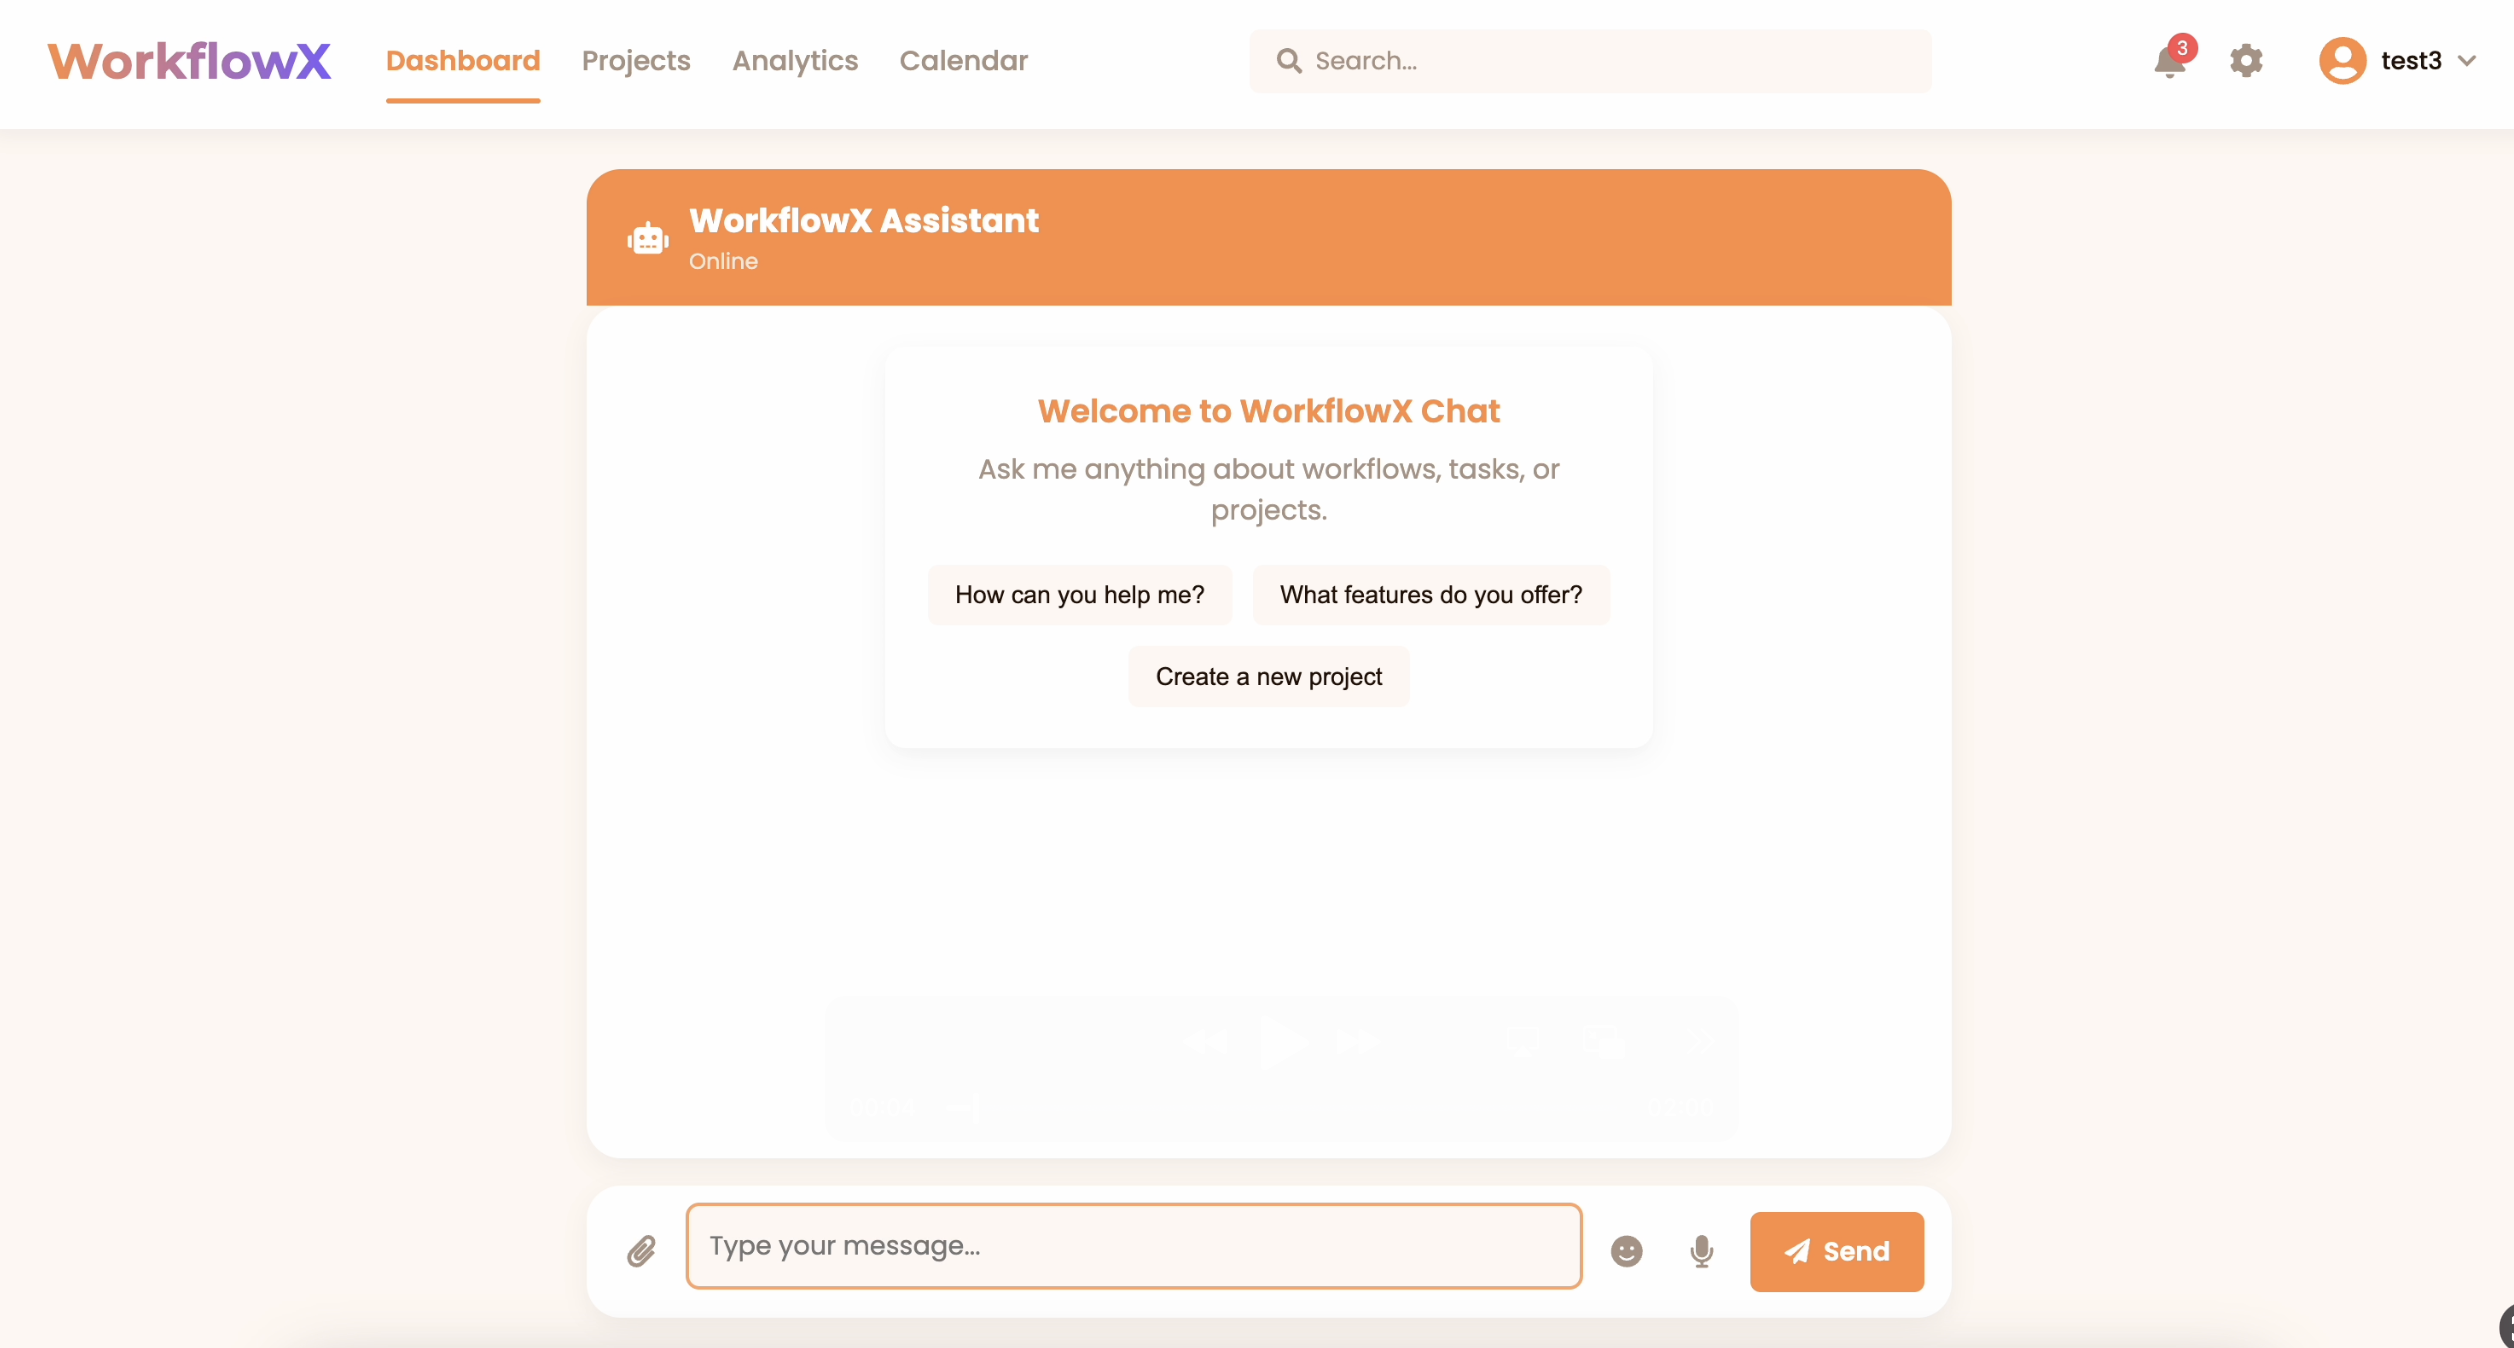 WorkflowX
Dashboard
Projects
Analytics
Calendar
Search...
3
test3
WorkflowX Assistant
Online
Welcome to WorkflowX Chat
Ask me anything about workflows, tasks, or
projects.
How can you help me?
What features do you offer?
Create a new project
Type your message...
Send